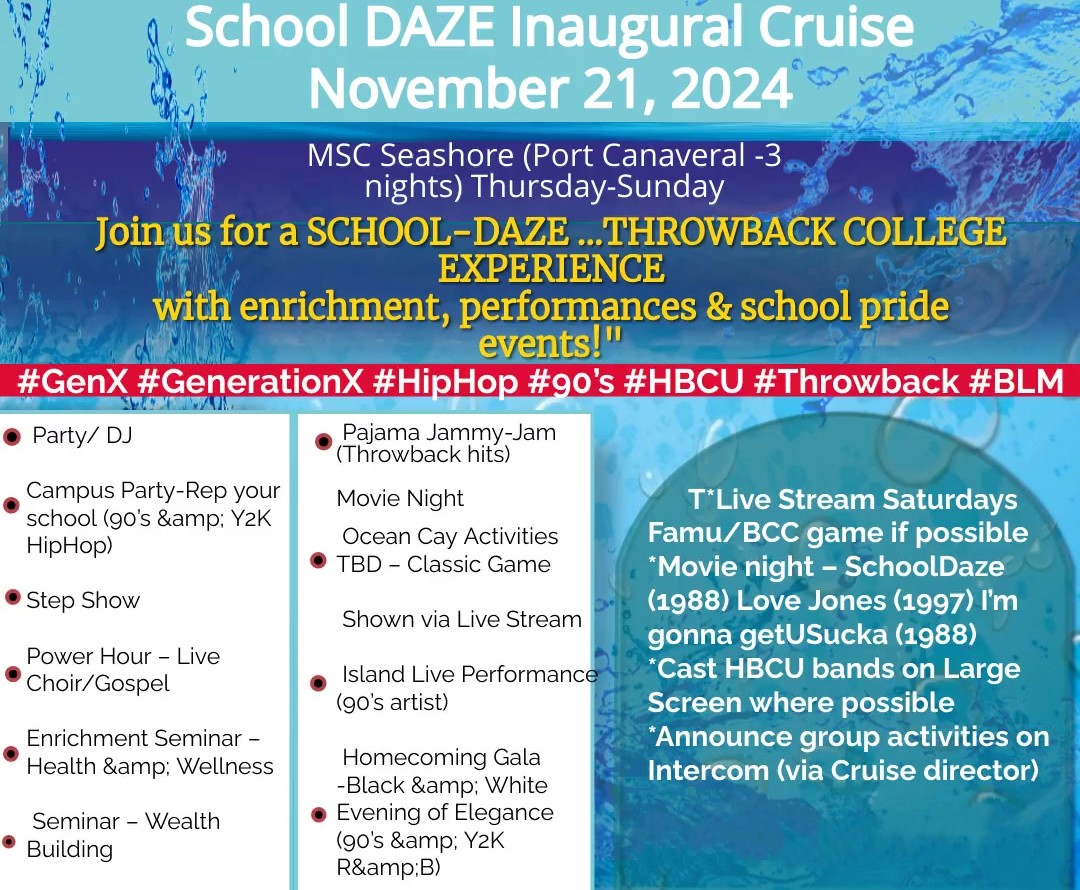 School DAZE Inaugural Cruise
November 21, 2024
MSC Seashore (Port Canaveral -3
nights) Thursday-Sunday
Join us for a SCHOOL-DAZE ...THROWBACK COLLEGE
EXPERIENCE
with enrichment, performances & school pride
events!"
#GenX #GenerationX #HipHop #90's #HBCU #Throwback #BLM
Party/ DJ
Campus Party-Rep your
school (90's &amp; Y2K
HipHop)
Step Show
Power Hour – Live
Choir/Gospel
Enrichment Seminar –
Health &amp; Wellness
Seminar – Wealth
Building
Pajama Jammy-Jam
(Throwback hits)
Movie Night
Ocean Cay Activities
TBD – Classic Game
Shown via Live Stream
Island Live Performance
(90's artist)
Homecoming Gala
-Black &amp; White
Evening of Elegance
(90's &amp; Y2K
R&amp;B)
T*Live Stream Saturdays
Famu/BCC game if possible
*Movie night – SchoolDaze
(1988) Love Jones (1997) I'm
gonna getUSucka (1988)
*Cast HBCU bands on Large
Screen where possible
*Announce group activities on
Intercom (via Cruise director)